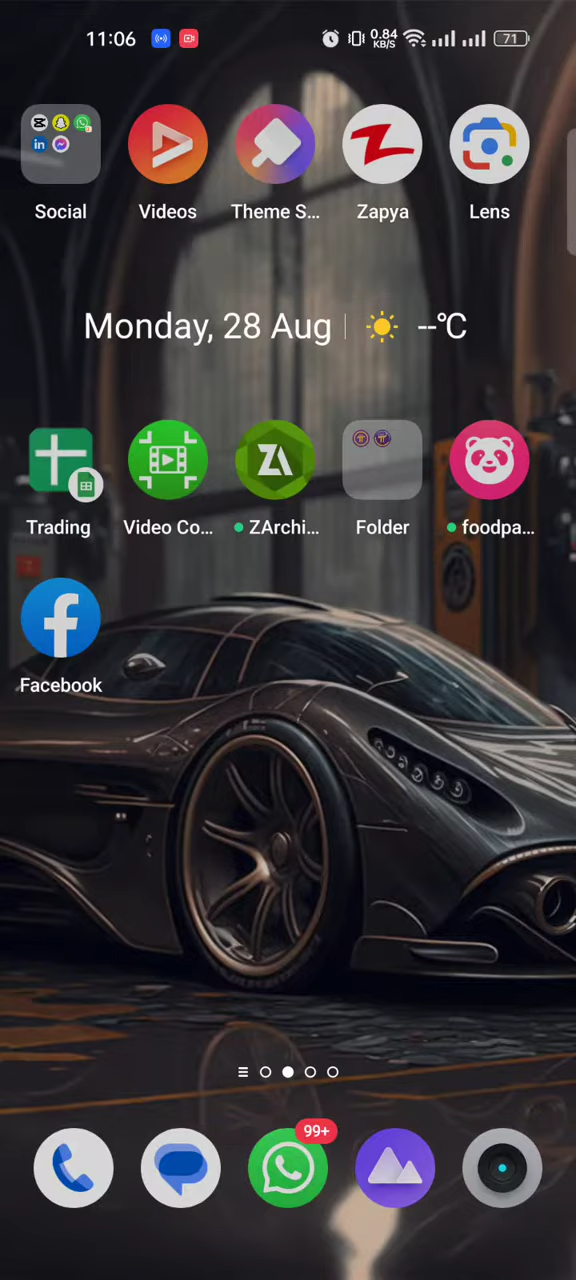 11:06 0.84 KB/S 71
Social Videos Theme S... Zapya Lens
Monday, 28 Aug --°C
Trading Video Co... ZArchi... Folder foodpa...
Facebook
99+